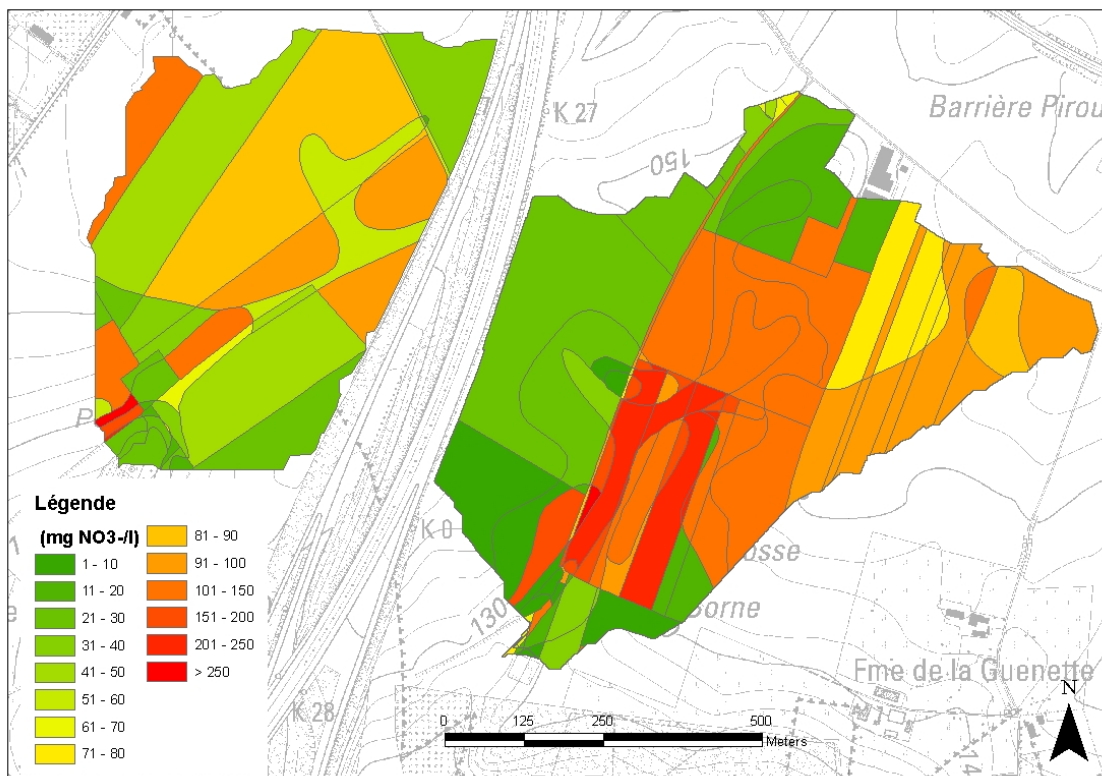 K 27
Barrière Pirou
150
P
K 0
osse
130
orne
Fme de la Guenette
K 28
14
Légende
(mg NO3-/l)
1 - 10
11 - 20
21 - 30
31 - 40
41 - 50
51 - 60
61 - 70
71 - 80
81 - 90
91 - 100
101 - 150
151 - 200
201 - 250
> 250
0 125 250 500
Meters
N